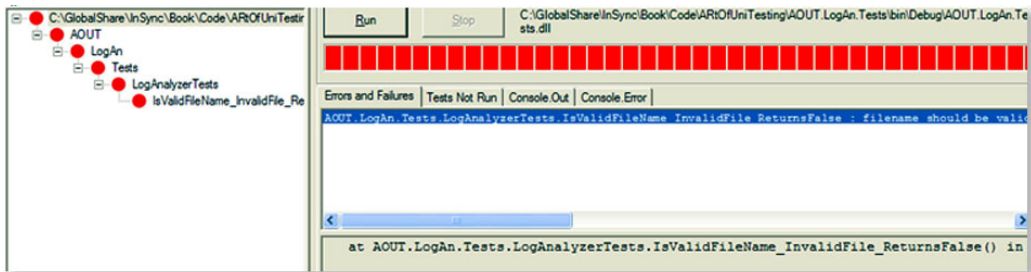 C:\GlobalShare\InSync\Book\Code\ARtOfUniTestir
AOUT
LogAn
Tests
LogAnalyzerTests
IsValidFileName_InvalidFile_Re
Run
Stop
C:\GlobalShare\InSync\Book\Code\ARtOfUniTesting\AOUT.LogAn.Tests\bin\Debug\AOUT.LogAn.Te
sts.dll
Errors and Failures
Tests Not Run
Console.Out
Console.Error
AOUT.LogAn.Tests.LogAnalyzerTests.IsValidFileName_InvalidFile_ReturnsFalse : filename should be valid
at AOUT.LogAn.Tests.LogAnalyzerTests.IsValidFileName_InvalidFile_ReturnsFalse() in